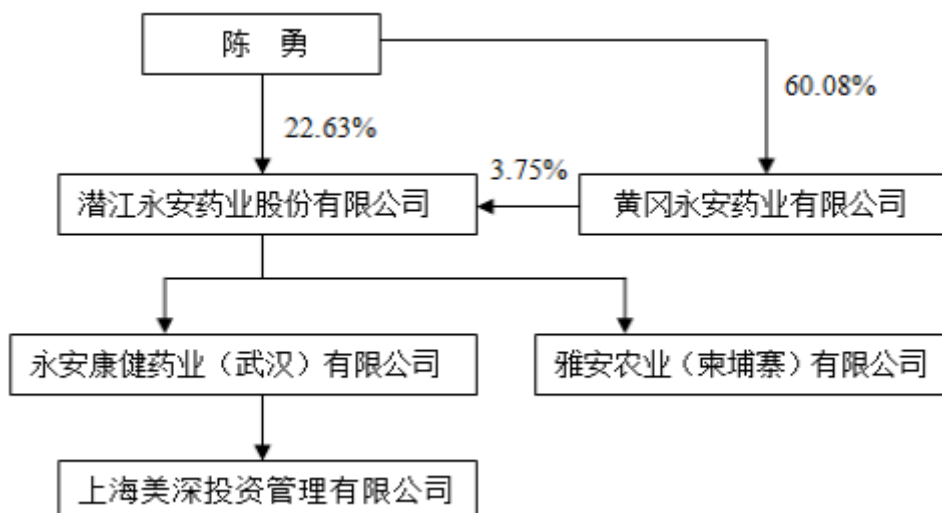 陈 勇
60.08%
22.63%
3.75%
潜江永安药业股份有限公司
黄冈永安药业有限公司
永安康健药业（武汉）有限公司
雅安农业（柬埔寨）有限公司
上海美深投资管理有限公司